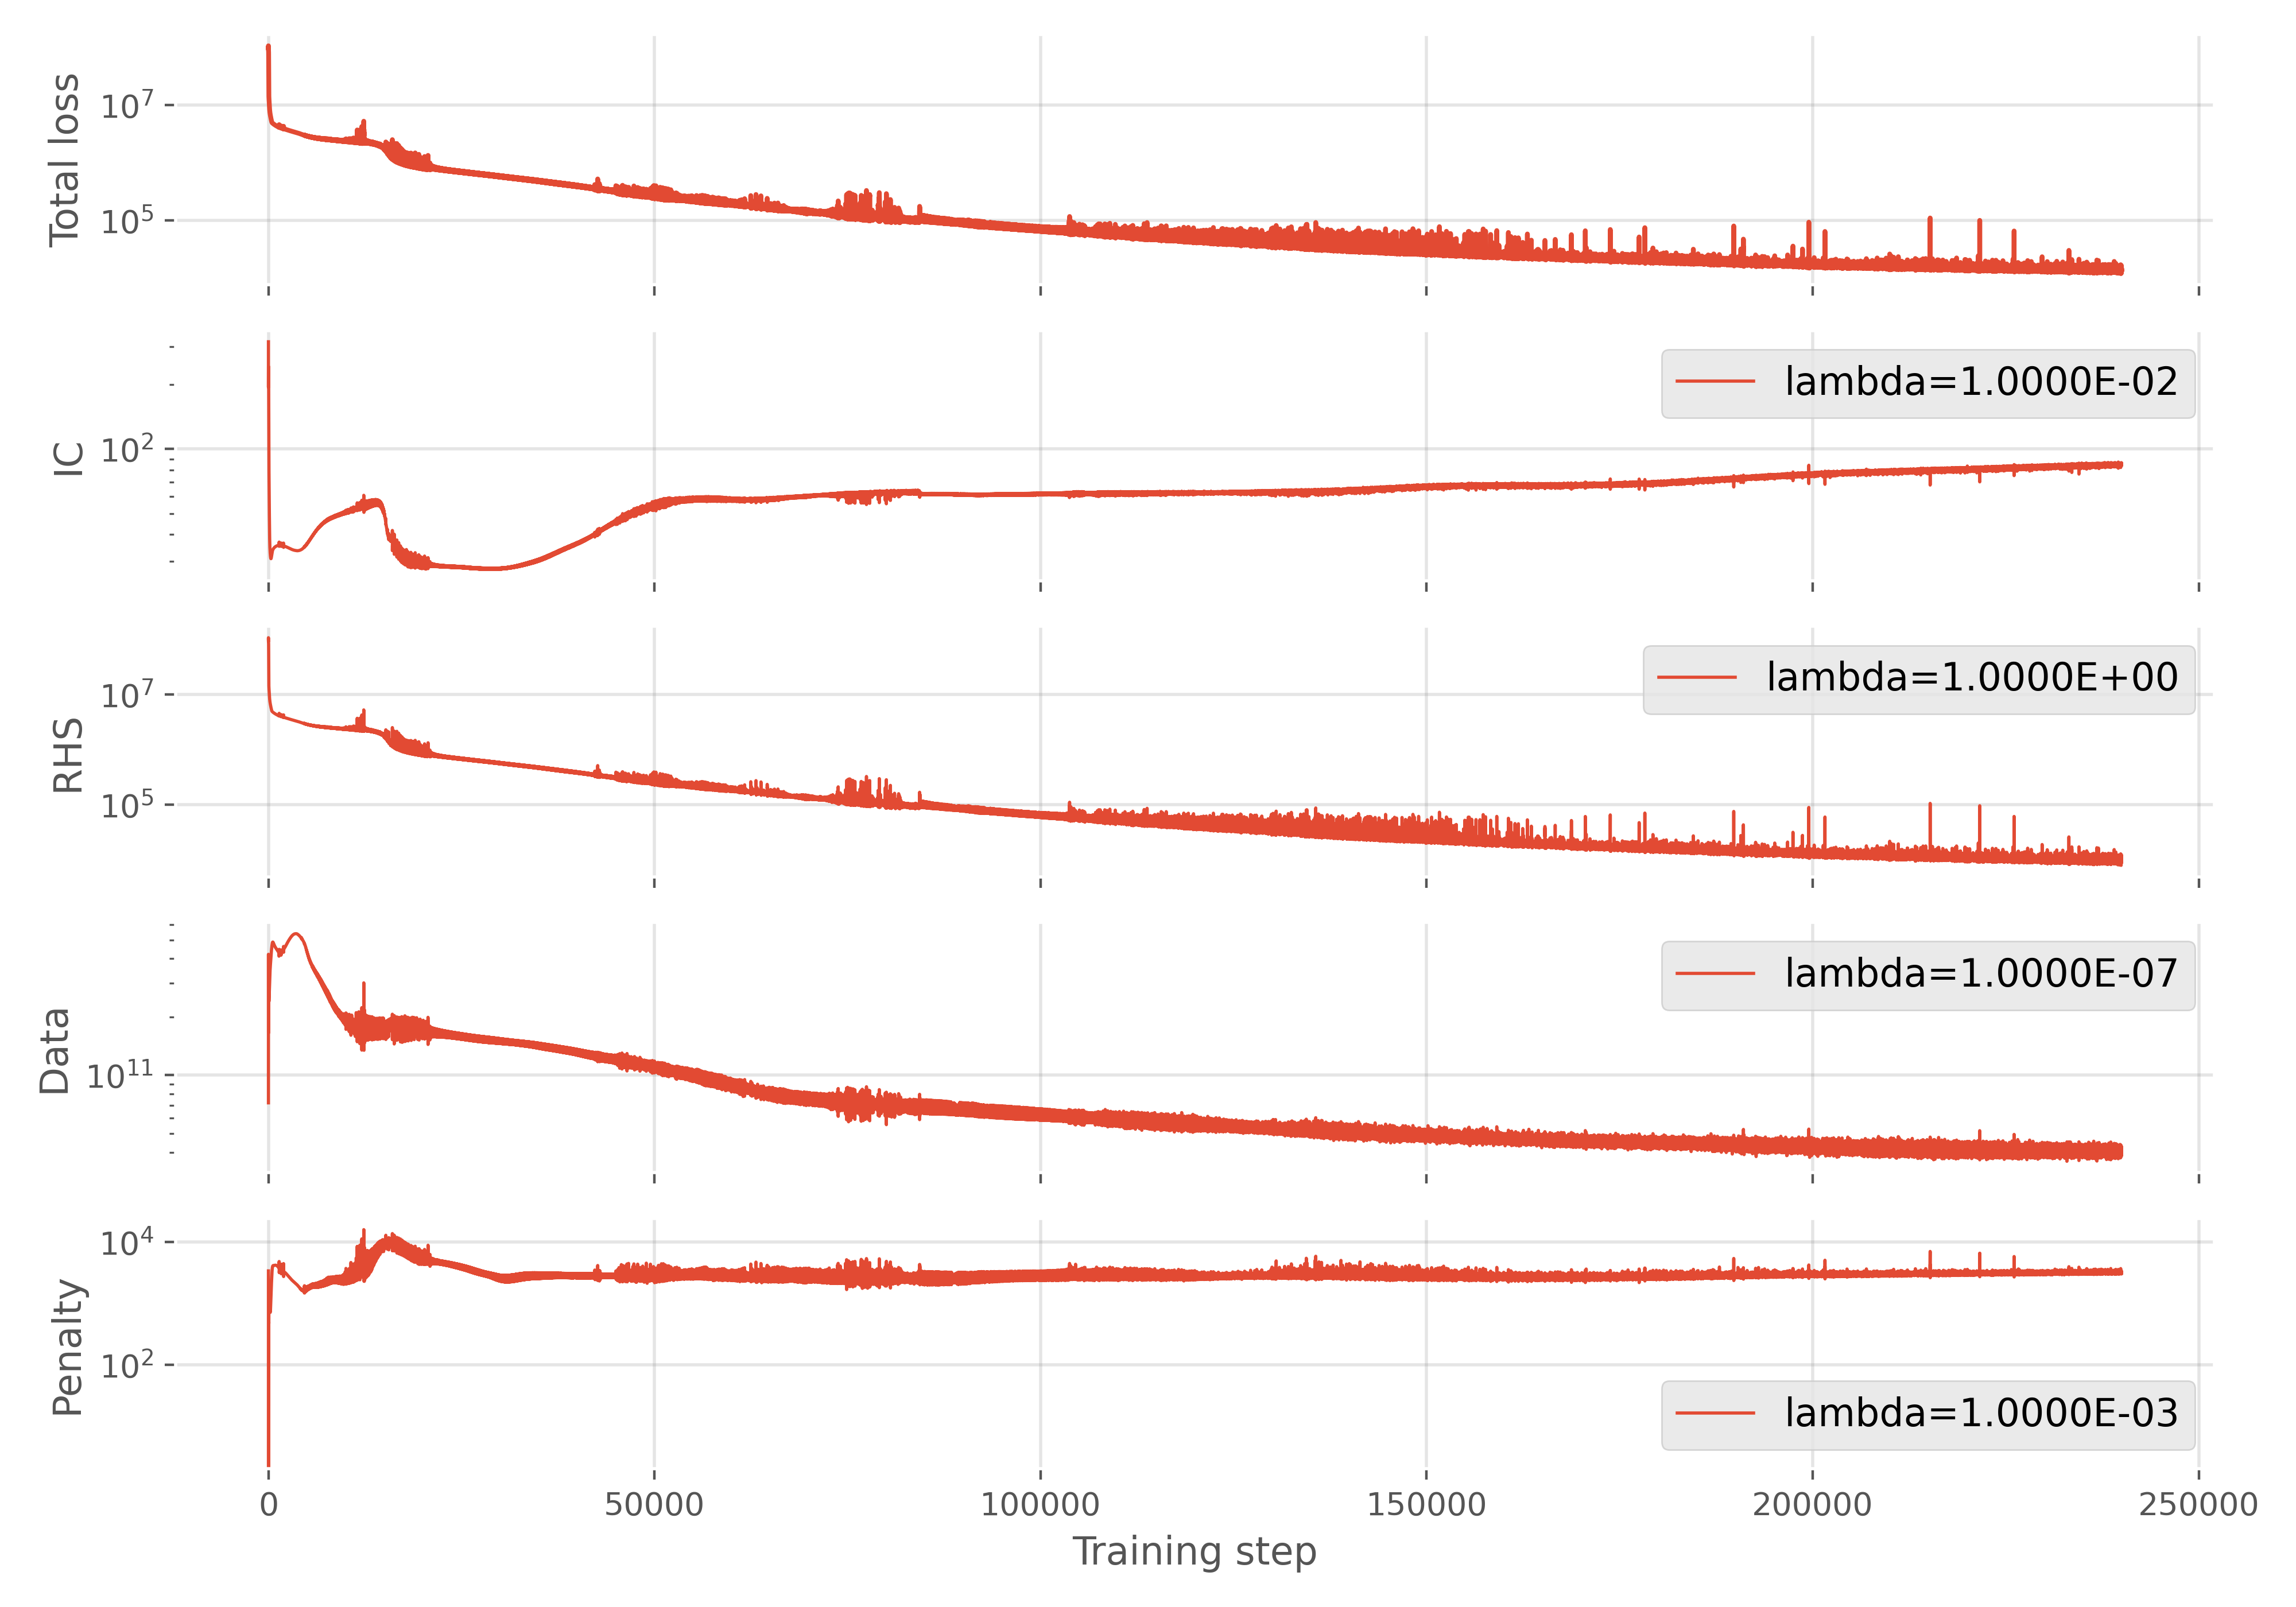 Total loss
10^7
10^5
IC
10^2
lambda=1.0000E-02
RHS
10^7
10^5
lambda=1.0000E+00
Data
10^11
lambda=1.0000E-07
Penalty
10^4
10^2
lambda=1.0000E-03
0 50000 100000 150000 200000 250000
Training step